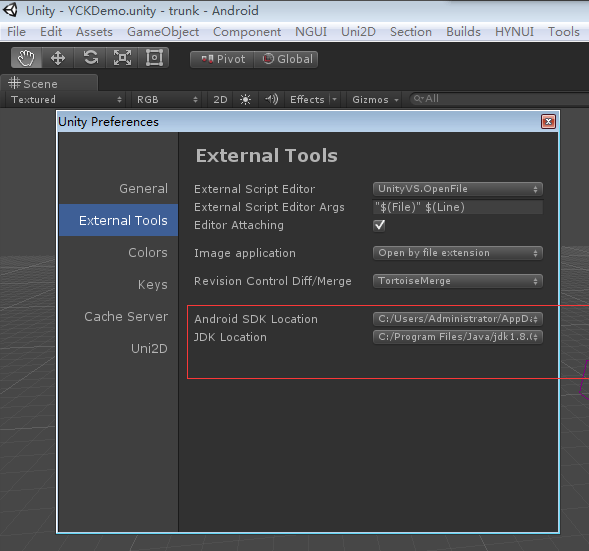 Unity - YCKDemo.unity - trunk - Android
File Edit Assets GameObject Component NGUI Uni2D Section Builds HYNUI Tools
Pivot Global
Scene
Textured RGB 2D Effects Gizmos All
Unity Preferences
External Tools
General
External Tools
Colors
Keys
Cache Server
Uni2D
External Script Editor UnityVS.OpenFile
External Script Editor Args "$(File)" $(Line)
Editor Attaching
Image application Open by file extension
Revision Control Diff/Merge TortoiseMerge
Android SDK Location C:/Users/Administrator/AppDa
JDK Location C:/Program Files/Java/jdk1.8.(